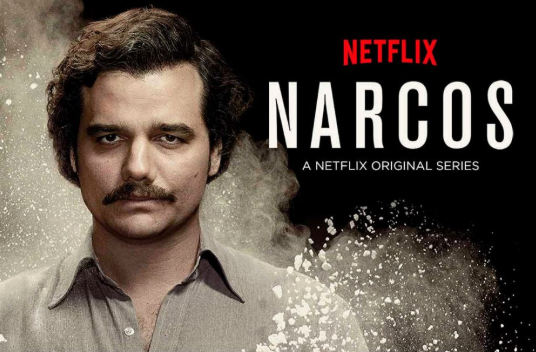 NETFLIX
NARCOS
A NETFLIX ORIGINAL SERIES